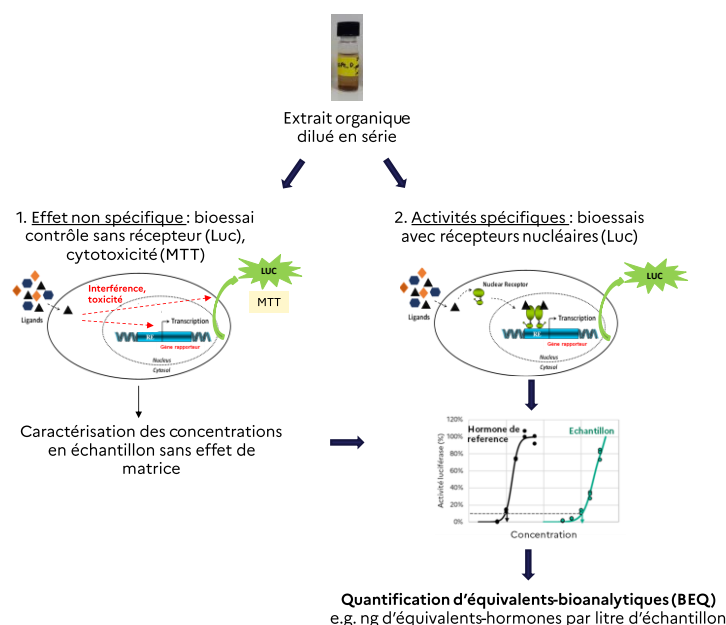 Extrait organique
dilué en série
1. Effet non spécifique : bioessai
contrôle sans récepteur (Luc),
cytotoxicité (MTT)
LUC
MTT
Interférence,
toxicité
Ligands
Transcription
Gène rapporteur
Nucleus
Cytosol
2. Activités spécifiques : bioessais
avec récepteurs nucléaires (Luc)
LUC
Nuclear Receptor
Ligands
Transcription
Gène rapporteur
Nucleus
Cytosol
Caractérisation des concentrations
en échantillon sans effet de
matrice
Activité luciférase (%)
120%
100%
80%
60%
40%
20%
0%
Hormone de
reference
Echantillon
Concentration
Quantification d'équivalents-bioanalytiques (BEQ)
e.g. ng d'équivalents-hormones par litre d'échantillon